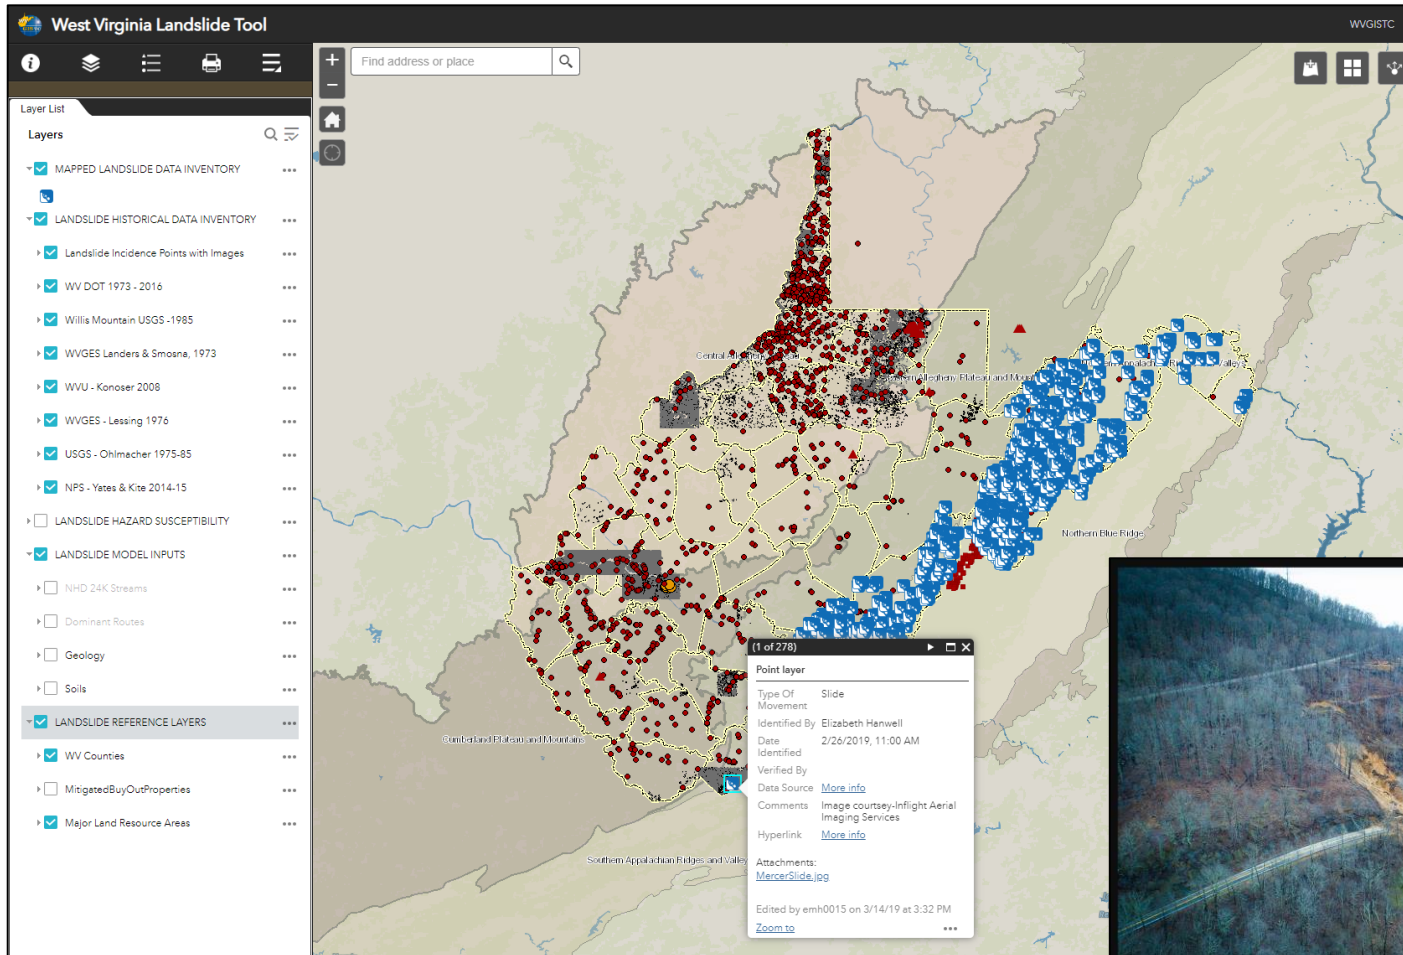 West Virginia Landslide Tool
WVGISTC
Find address or place
Layer List
Layers
MAPPED LANDSLIDE DATA INVENTORY
LANDSLIDE HISTORICAL DATA INVENTORY
Landslide Incidence Points with Images
WV DOT 1973 - 2016
Willis Mountain USGS -1985
WVGES Landers & Smosna, 1973
WVU - Konoser 2008
WVGES - Lessing 1976
USGS - Ohlmacher 1975-85
NPS - Yates & Kite 2014-15
LANDSLIDE HAZARD SUSCEPTIBILITY
LANDSLIDE MODEL INPUTS
NHD 24K Streams
Dominant Routes
Geology
Soils
LANDSLIDE REFERENCE LAYERS
WV Counties
MitigatedBuyOutProperties
Major Land Resource Areas
Central
Allegheny Plateau and
Valleys
Northern Blue Ridge
Cumberland Plateau and Mountains
Southern Appalachian Ridges and Valley
(1 of 278)
Point layer
Type Of Movement Slide
Identified By Elizabeth Hanwell
Date Identified 2/26/2019, 11:00 AM
Verified By
Data Source More info
Comments Image courtsey-Inflight Aerial
Imaging Services
Hyperlink More info
Attachments:
MercerSlide.jpg
Edited by emh0015 on 3/14/19 at 3:32 PM
Zoom to